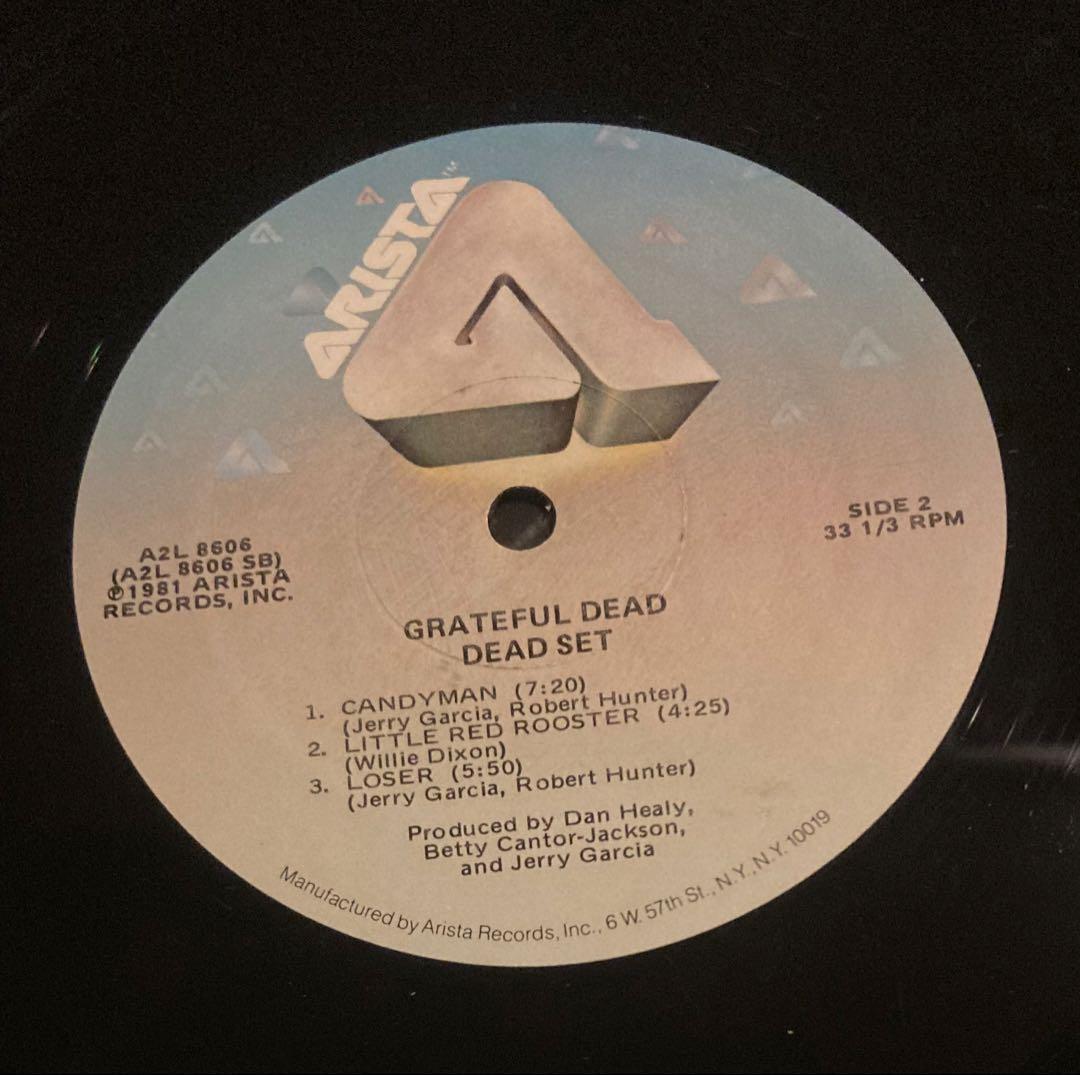 ARISTA™
SIDE 2
33 1/3 RPM
A2L 8606
(A2L 8606 SB)
℗1981 ARISTA
RECORDS, INC.
GRATEFUL DEAD
DEAD SET
1. CANDYMAN (7:20)
(Jerry Garcia, Robert Hunter)
2. LITTLE RED ROOSTER (4:25)
(Willie Dixon)
3. LOSER (5:50)
(Jerry Garcia, Robert Hunter)
Produced by Dan Healy,
Betty Cantor-Jackson,
and Jerry Garcia
Manufactured by Arista Records, Inc., 6 W. 57th St., N.Y., N.Y. 10019